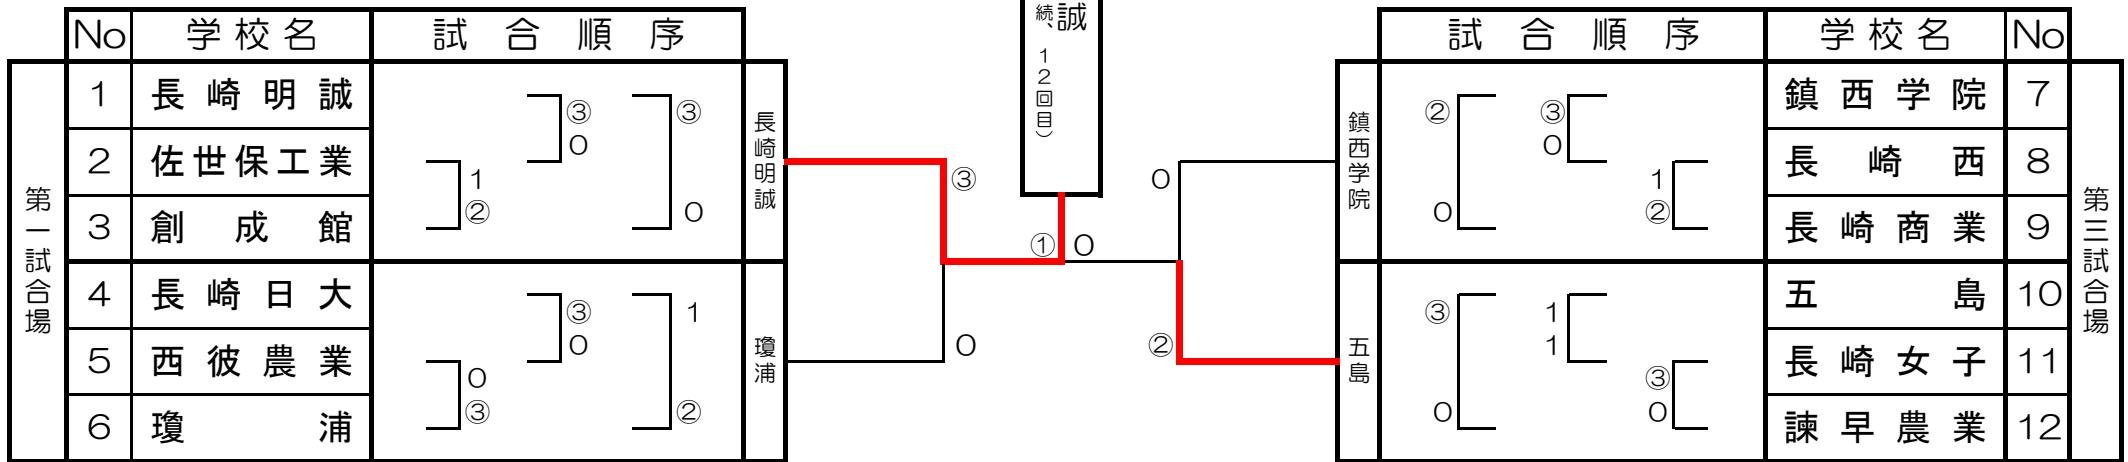 誠
続、12回目）
No 学校名 試合順序
第一試合場
1 長崎明誠
2 佐世保工業
3 創成館
4 長崎日大
5 西彼農業
6 瓊浦
③
0
③
0
1
②
③
0
1
②
0
③
長崎明誠
瓊浦
③
0
① 0
0
②
鎮西学院
五島
試合順序 学校名 No
②
0
③
0
1
②
③
0
1
1
③
0
鎮西学院 7
長崎西 8
長崎商業 9
五島 10
長崎女子 11
諫早農業 12
第三試合場